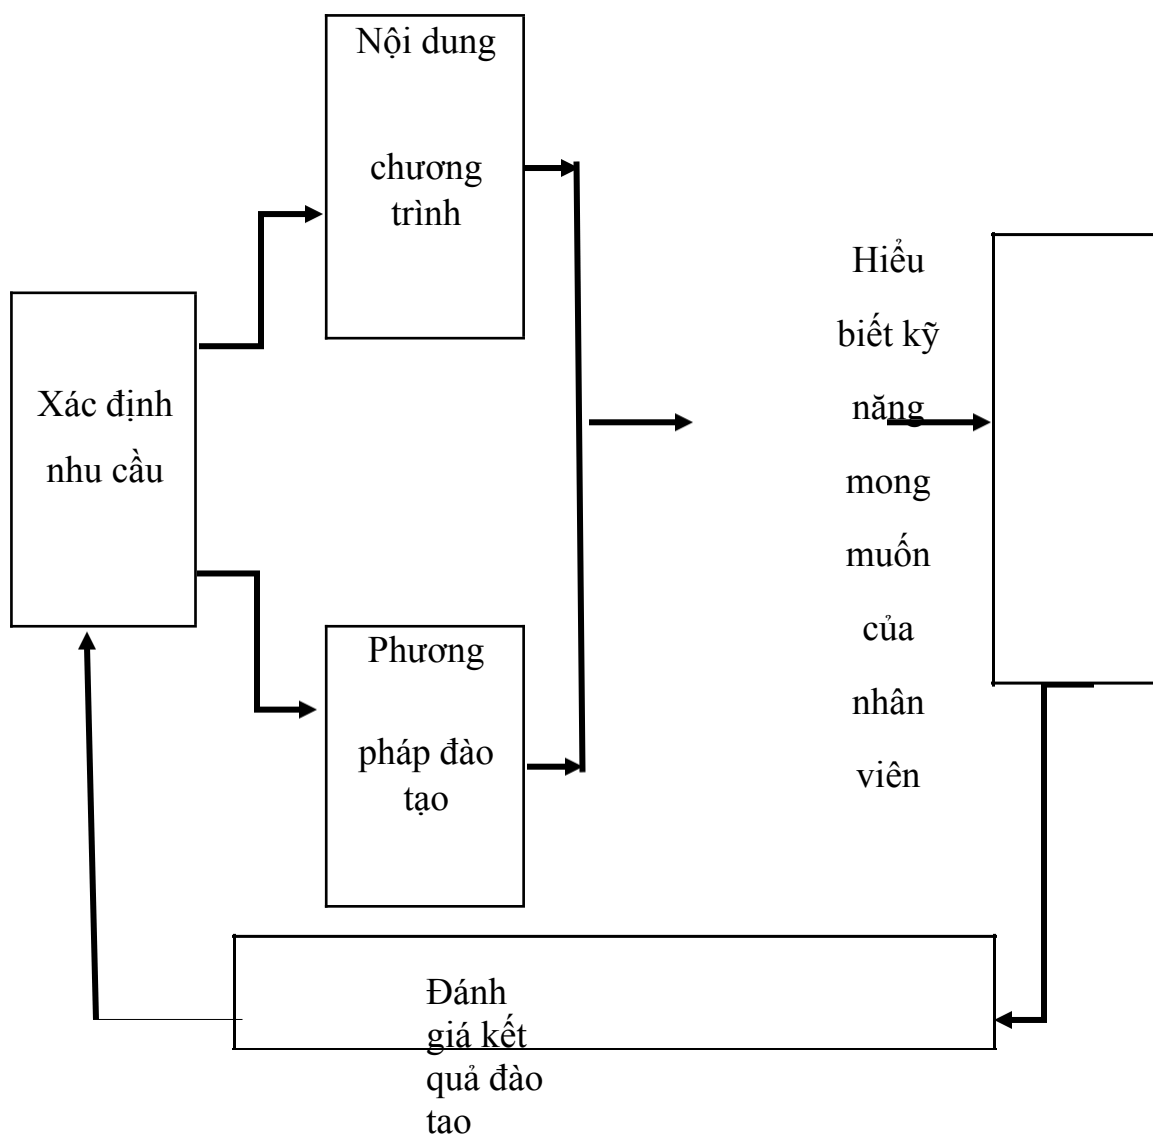 Nội dung
chương
trình
Xác định
nhu cầu
Phương
pháp đào
tạo
Hiểu
biết kỹ
năng
mong
muốn
của
nhân
viên
Đánh
giá kết
quả đào
tao